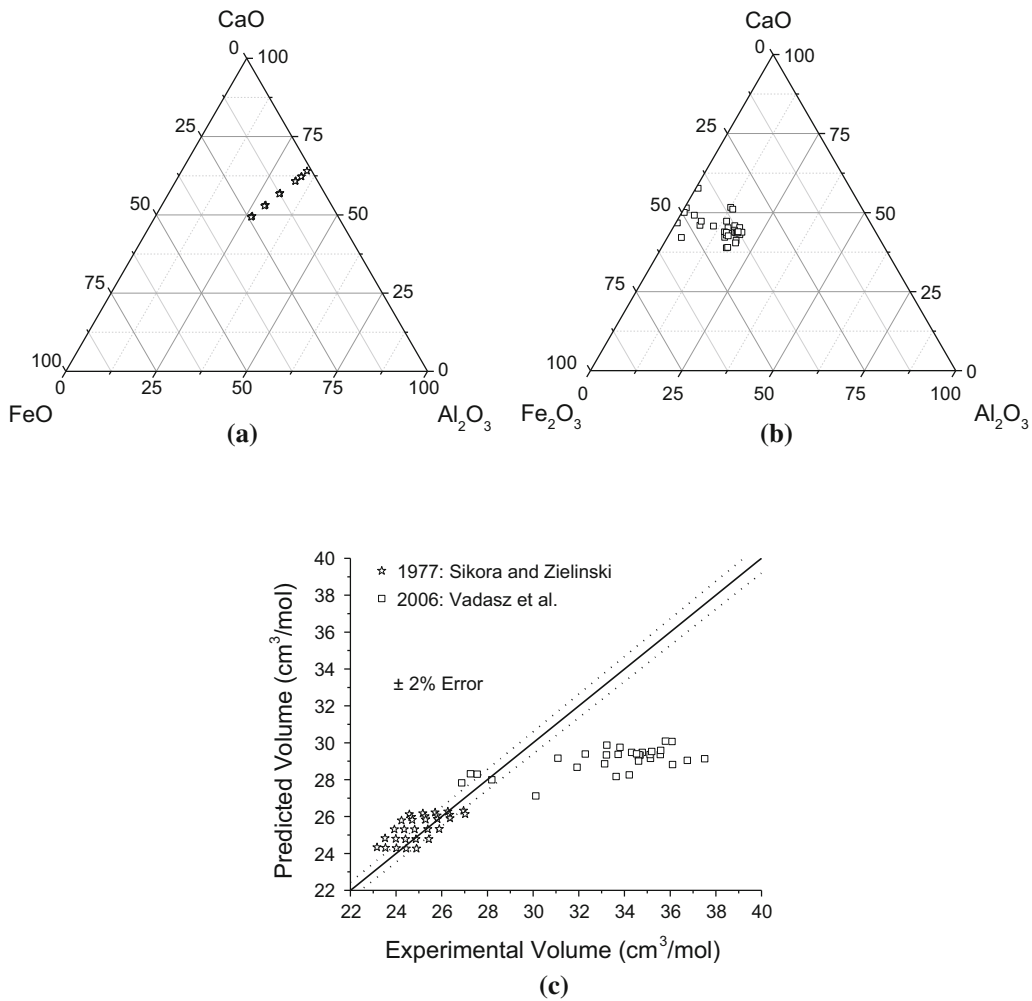 CaO
0 100
25 75
50 50
75 25
100 0
0 25 50 75 100
FeO Al₂O₃
(a)
CaO
0 100
25 75
50 50
75 25
100 0
0 25 50 75 100
Fe₂O₃ Al₂O₃
(b)
40
38
36
34
32
30
28
26
24
22
Predicted Volume (cm³/mol)
1977: Sikora and Zielinski
2006: Vadasz et al.
± 2% Error
22 24 26 28 30 32 34 36 38 40
Experimental Volume (cm³/mol)
(c)